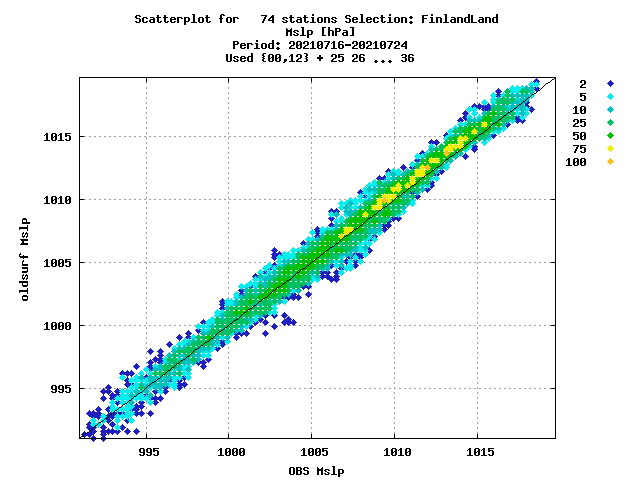 Scatterplot for   74 stations Selection: FinlandLand
Mslp [hPa]
Period: 20210716-20210724
Used {00,12} + 25 26 ... 36
2
5
10
25
50
75
100
oldsurf Mslp
1015
1010
1005
1000
995
995 1000 1005 1010 1015
OBS Mslp